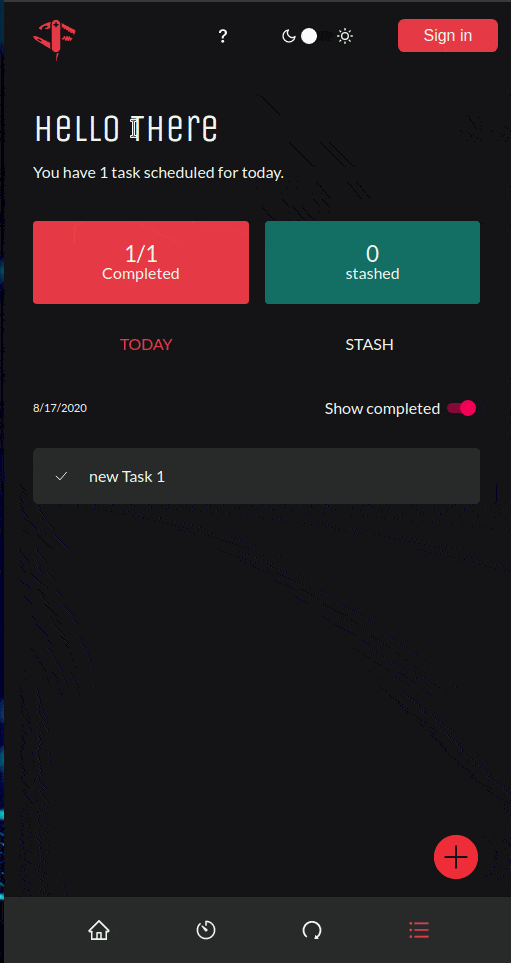 ?
Sign in
Hello There
You have 1 task scheduled for today.
1/1
Completed
0
stashed
TODAY
STASH
8/17/2020
Show completed
new Task 1